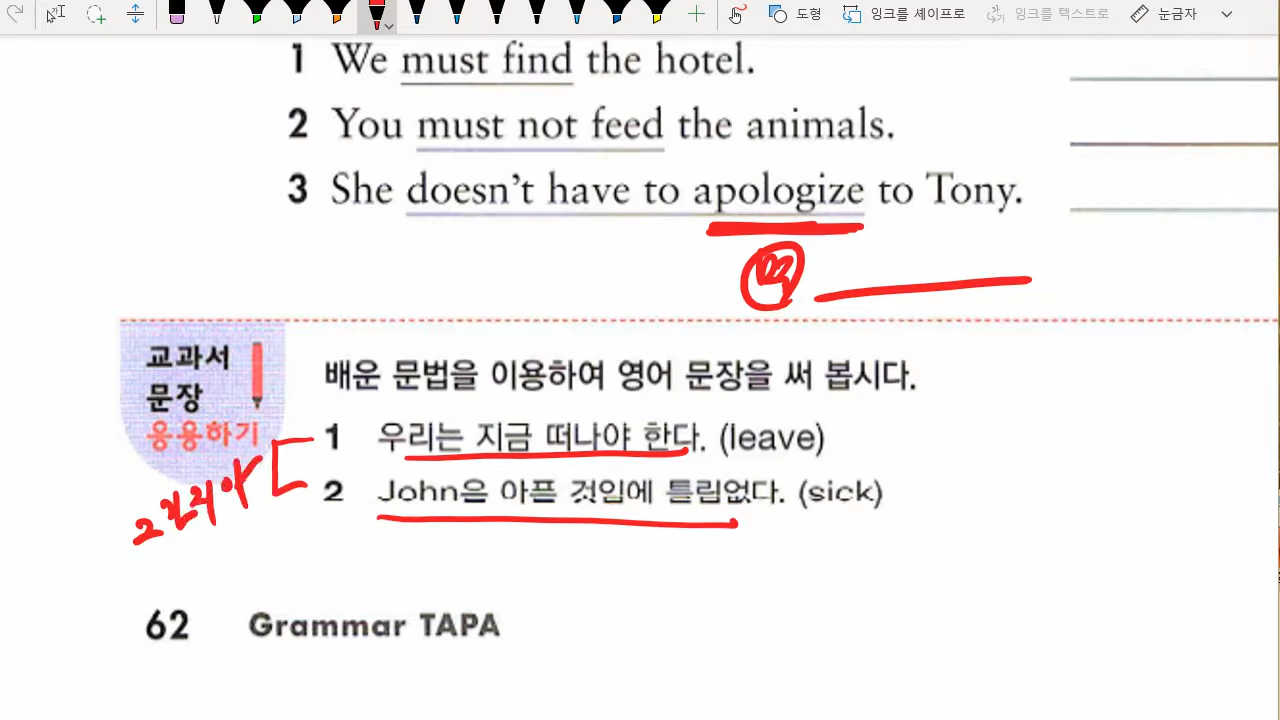 도형
잉크를 셰이프로
잉크를 텍스트로
눈금자
1 We must find the hotel.
2 You must not feed the animals.
3 She doesn't have to apologize to Tony.
교과서
문장
응용하기
배운 문법을 이용하여 영어 문장을 써 봅시다.
1 우리는 지금 떠나야 한다. (leave)
2 John은 아픈 것임에 틀림없다. (sick)
62 Grammar TAPA